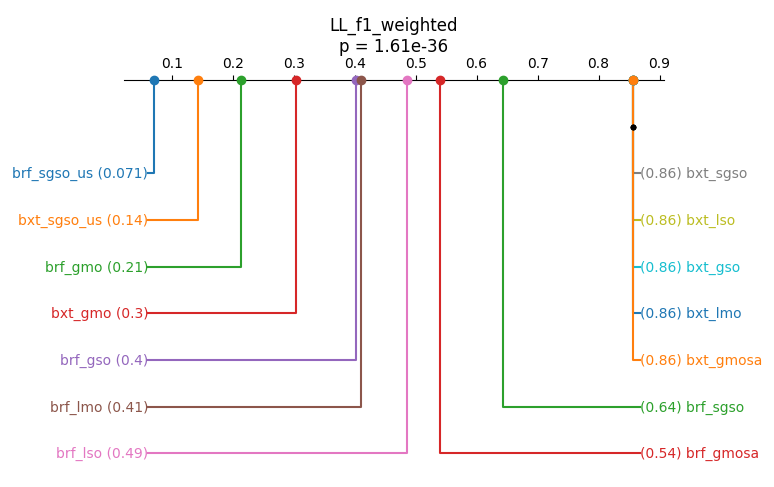 LL_f1_weighted
p = 1.61e-36
0.1 0.2 0.3 0.4 0.5 0.6 0.7 0.8 0.9
brf_sgso_us (0.071) (0.86) bxt_sgso
bxt_sgso_us (0.14) (0.86) bxt_lso
brf_gmo (0.21) (0.86) bxt_gso
bxt_gmo (0.3) (0.86) bxt_lmo
brf_gso (0.4) (0.86) bxt_gmosa
brf_lmo (0.41) (0.64) brf_sgso
brf_lso (0.49) (0.54) brf_gmosa